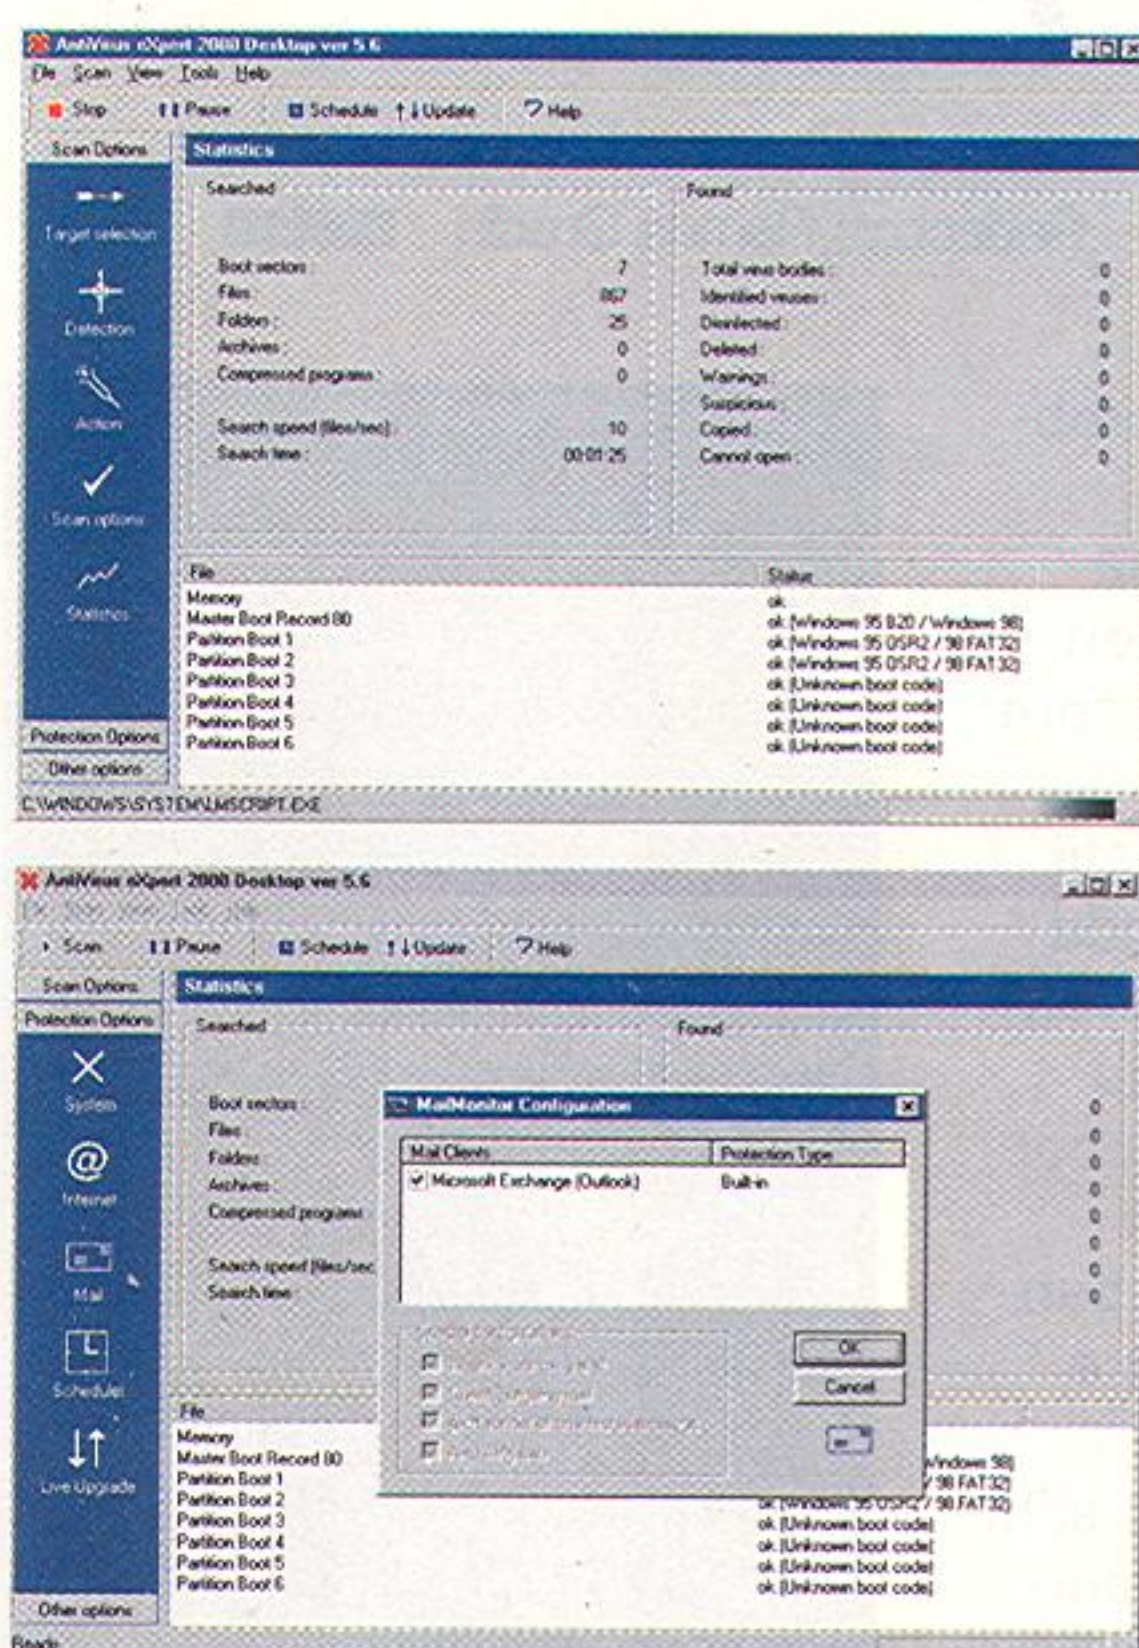 AntiVirus eXpert 2000 Desktop ver 5.6
File Scan View Tools Help
Stop Pause Schedule Update Help
Scan Options
Statistics
Target selection
Detection
Action
Scan options
Statistics
Protection Options
Other options
Searched
Boot sectors : 7
Files : 867
Folders : 25
Archives : 0
Compressed programs : 0
Search speed (files/sec) : 10
Search time : 00:01:25
Found
Total virus bodies : 0
Identified viruses : 0
Disinfected : 0
Deleted : 0
Warnings : 0
Suspicious : 0
Copied : 0
Cannot open : 0
File Status
Memory ok
Master Boot Record 80 ok (Windows 95 B20 / Windows 98)
Partition Boot 1 ok (Windows 95 OSR2 / 98 FAT32)
Partition Boot 2 ok (Windows 95 OSR2 / 98 FAT32)
Partition Boot 3 ok (Unknown boot code)
Partition Boot 4 ok (Unknown boot code)
Partition Boot 5 ok (Unknown boot code)
Partition Boot 6 ok (Unknown boot code)
C:\WINDOWS\SYSTEM\LMSCRIPT.EXE
AntiVirus eXpert 2000 Desktop ver 5.6
Scan Pause Schedule Update Help
Scan Options
Statistics
Protection Options
System
Internet
Mail
Scheduler
Live Upgrade
Other options
Searched
Boot sectors :
Files :
Folders :
Archives :
Compressed programs
Search speed (files/sec
Search time :
Found
0
0
0
0
0
0
0
0
MailMonitor Configuration
Mail Clients Protection Type
Microsoft Exchange (Outlook) Built-in
OK
Cancel
File
Memory
Master Boot Record 80 Windows 98)
Partition Boot 1 / 98 FAT32)
Partition Boot 2 ok (Windows 95 OSR2 / 98 FAT32)
Partition Boot 3 ok (Unknown boot code)
Partition Boot 4 ok (Unknown boot code)
Partition Boot 5 ok (Unknown boot code)
Partition Boot 6 ok (Unknown boot code)
Ready